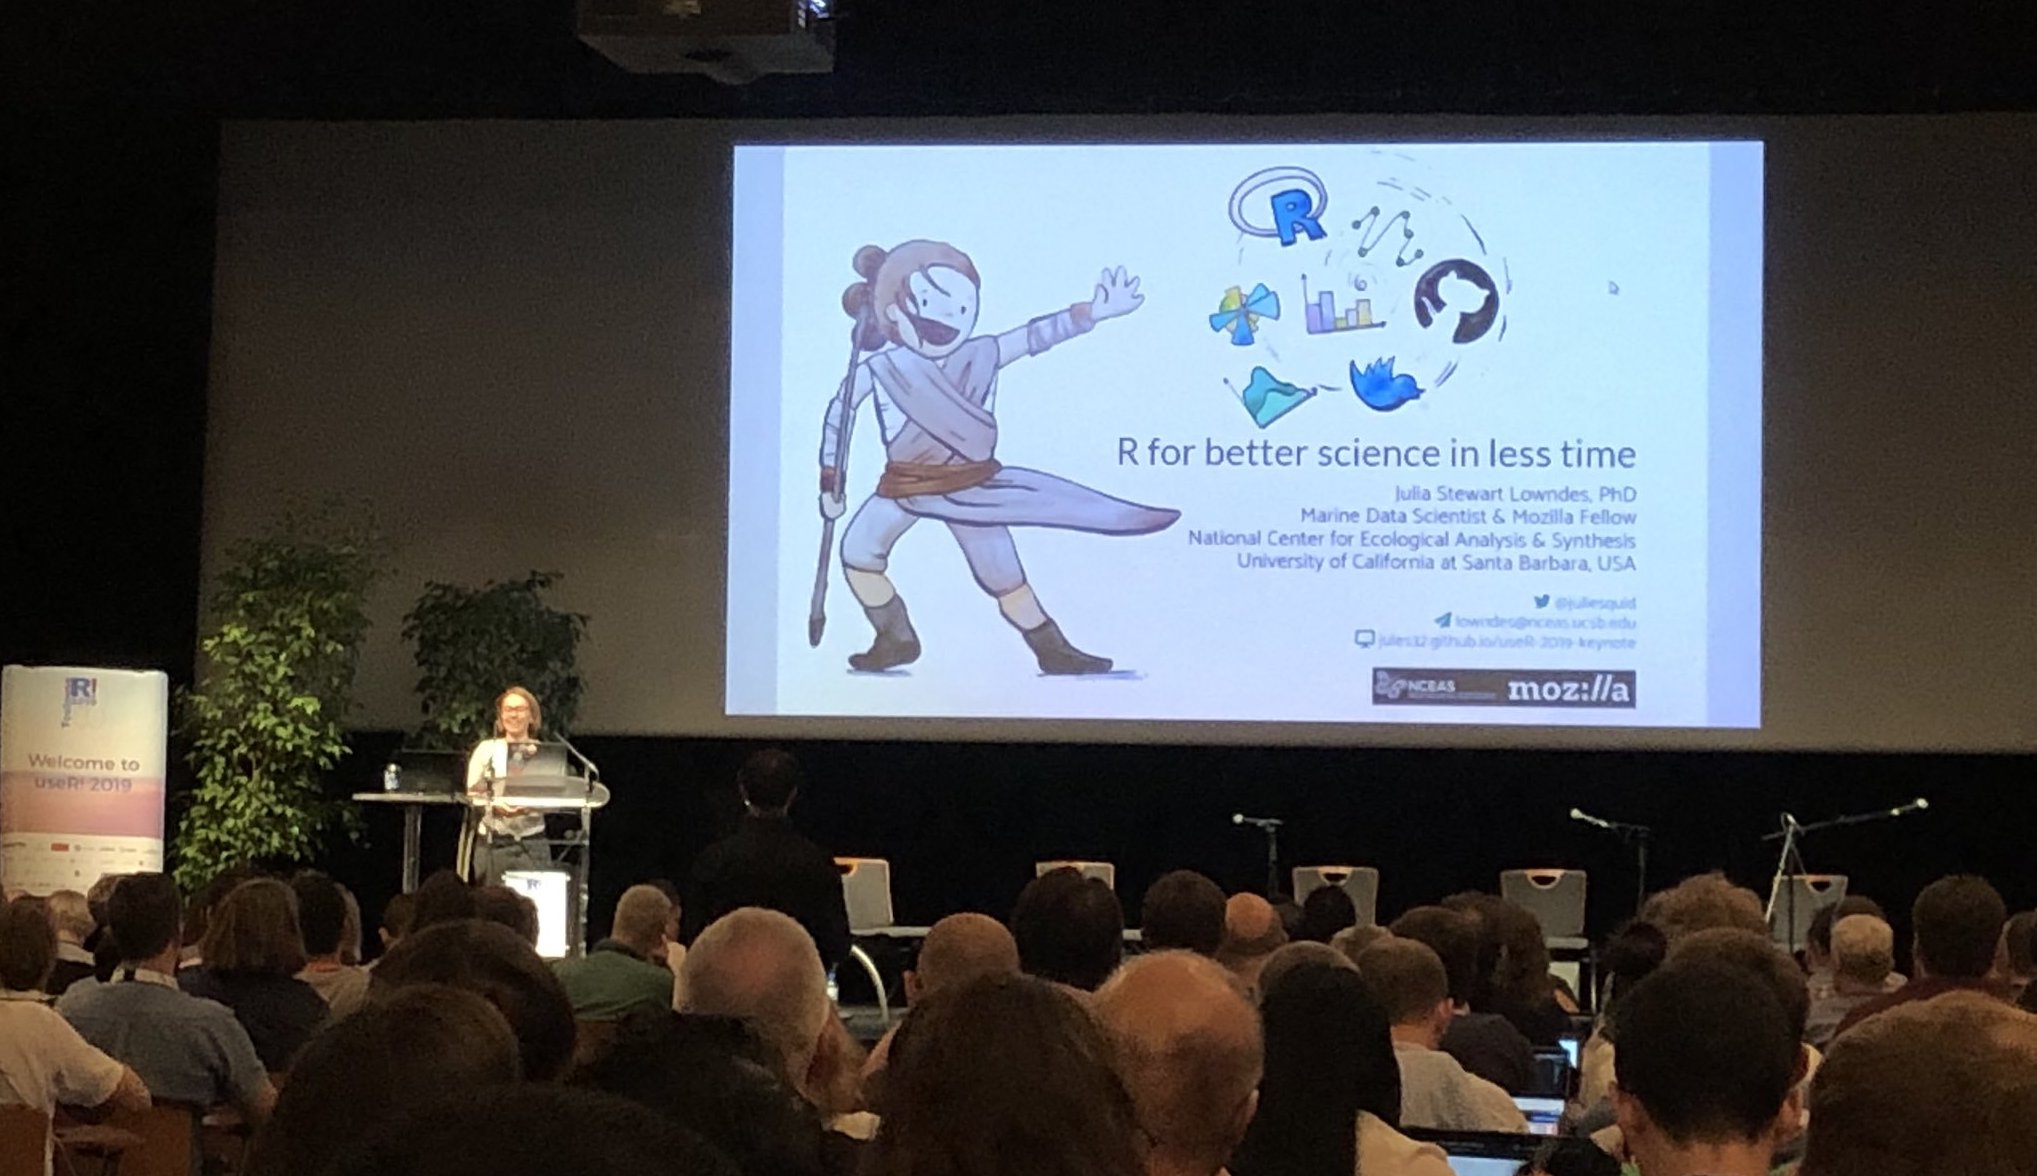 R
R for better science in less time
Julia Stewart Lowndes, PhD
Marine Data Scientist & Mozilla Fellow
National Center for Ecological Analysis & Synthesis
University of California at Santa Barbara, USA
@juliesquid
lowndes@nceas.ucsb.edu
jules32.github.io/useR-2019-keynote
NCEAS
moz://a
R!
Toulouse
2019
Welcome to
useR! 2019
R!